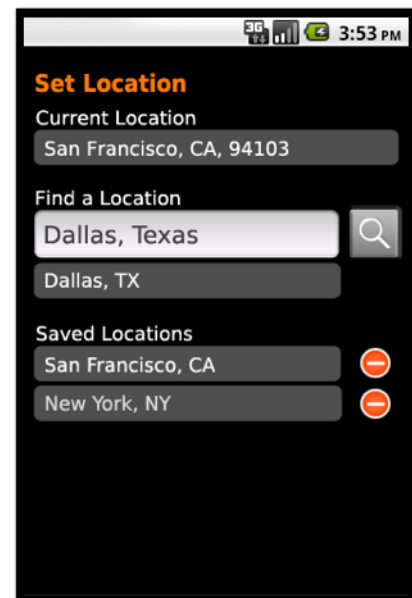 3G 3:53 PM
Set Location
Current Location
San Francisco, CA, 94103
Find a Location
Dallas, Texas
Dallas, TX
Saved Locations
San Francisco, CA
New York, NY